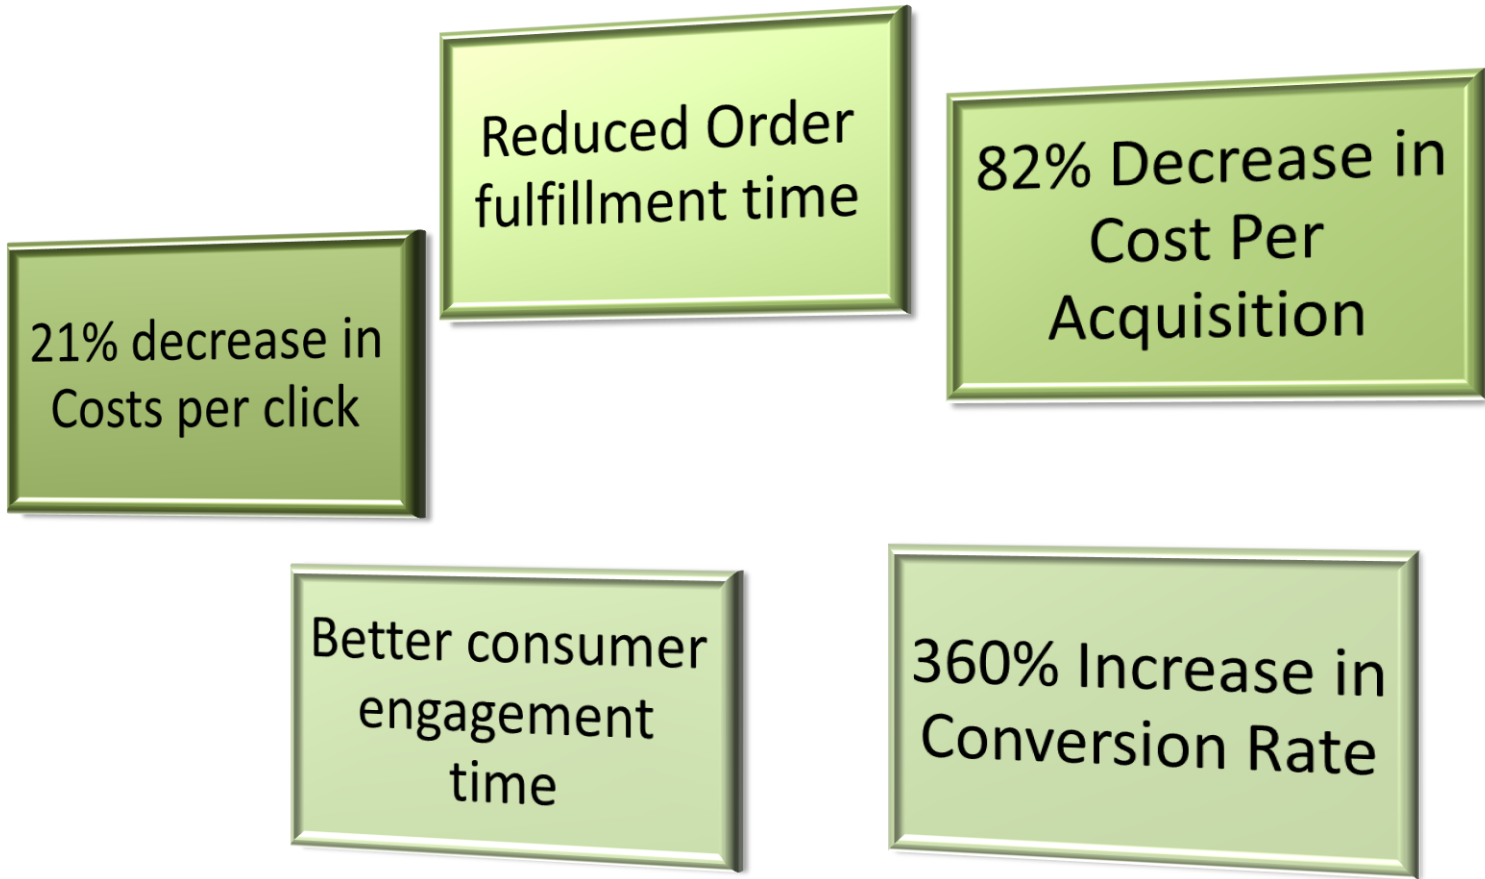 Reduced Order
fulfillment time
82% Decrease in
Cost Per
Acquisition
21% decrease in
Costs per click
Better consumer
engagement
time
360% Increase in
Conversion Rate